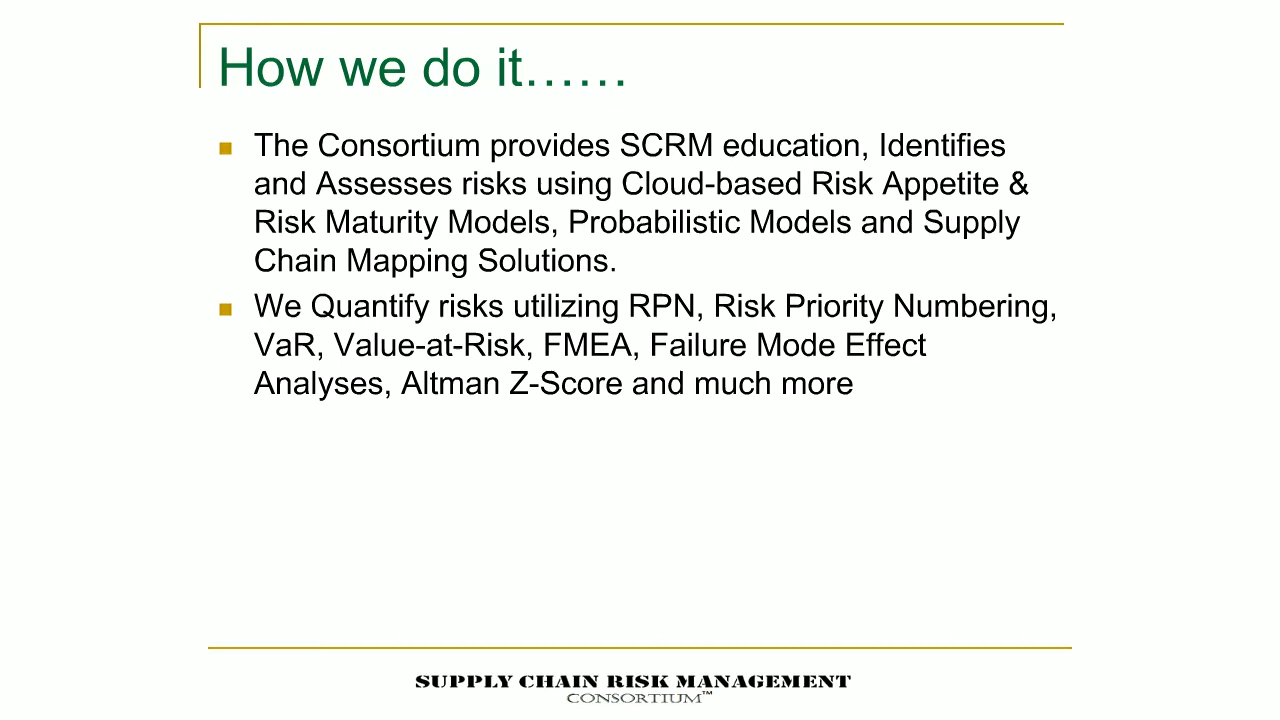 How we do it……
The Consortium provides SCRM education, Identifies
and Assesses risks using Cloud-based Risk Appetite &
Risk Maturity Models, Probabilistic Models and Supply
Chain Mapping Solutions.
We Quantify risks utilizing RPN, Risk Priority Numbering,
VaR, Value-at-Risk, FMEA, Failure Mode Effect
Analyses, Altman Z-Score and much more
SUPPLY CHAIN RISK MANAGEMENT
CONSORTIUM™